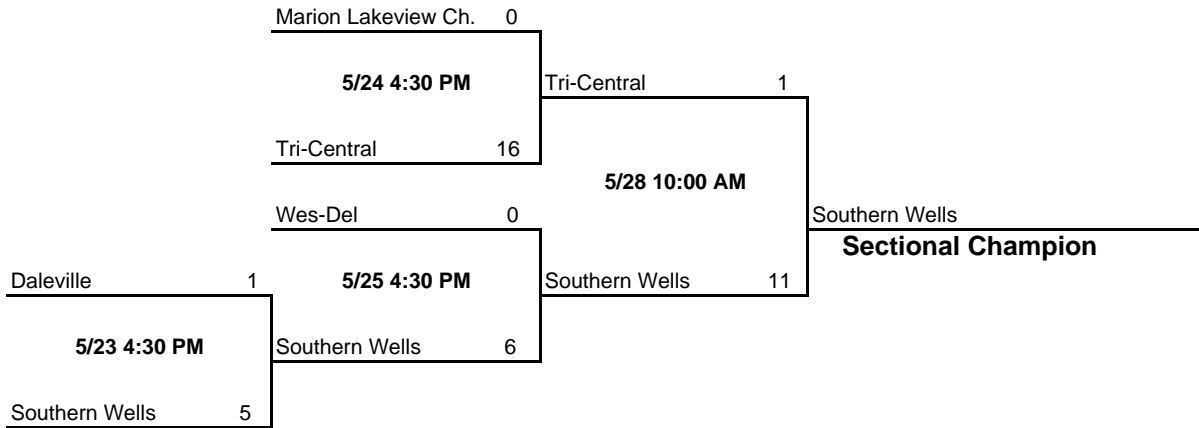 Marion Lakeview Ch. 0
5/24 4:30 PM
Tri-Central 1
Tri-Central 16
5/28 10:00 AM
Wes-Del 0
Southern Wells
Sectional Champion
Daleville 1
5/25 4:30 PM
Southern Wells 11
5/23 4:30 PM
Southern Wells 6
Southern Wells 5